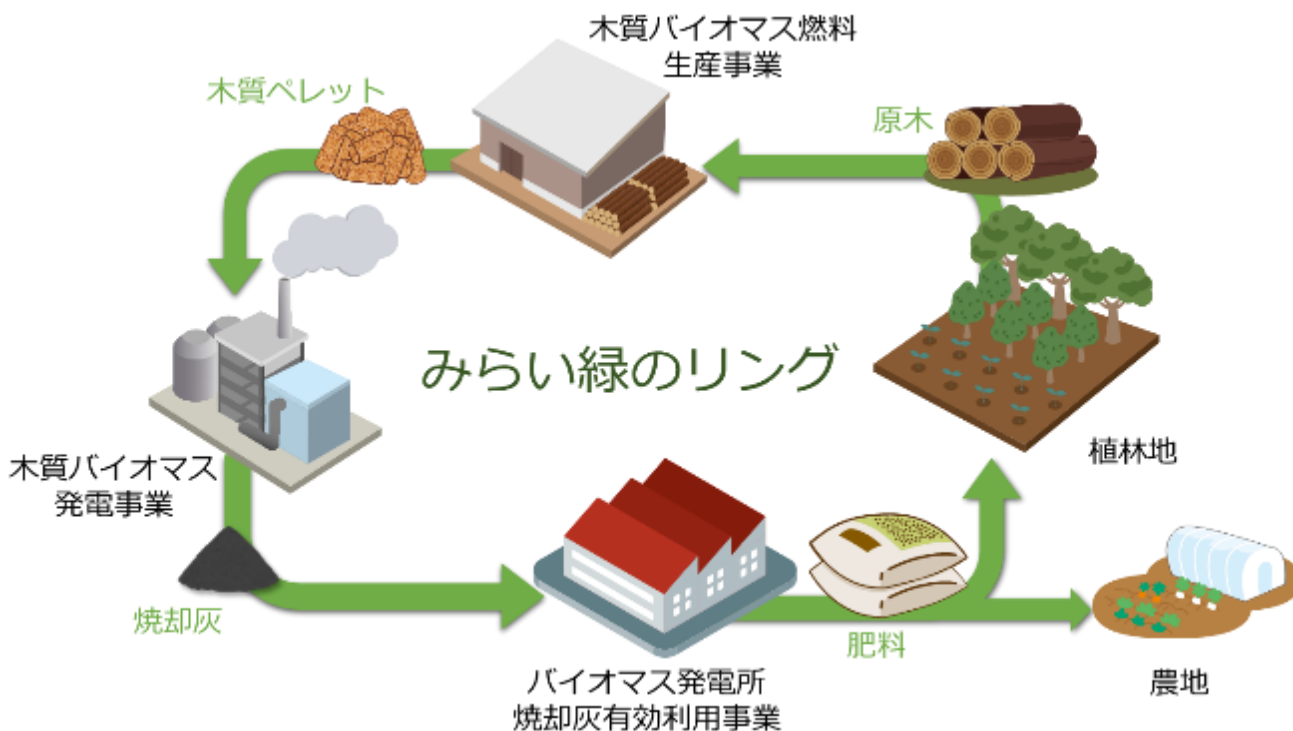 木質バイオマス燃料
生産事業
木質ペレット
原木
みらい緑のリング
植林地
木質バイオマス
発電事業
焼却灰
肥料
バイオマス発電所
焼却灰有効利用事業
農地